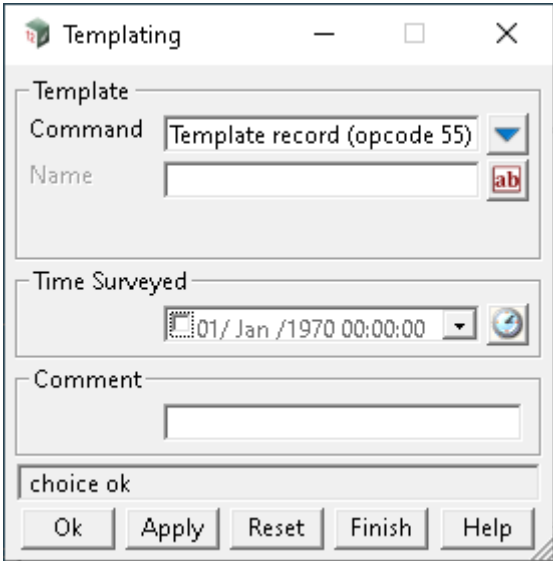 Templating
Template
Command Template record (opcode 55)
Name ab
Time Surveyed
01/ Jan /1970 00:00:00
Comment
choice ok
Ok Apply Reset Finish Help